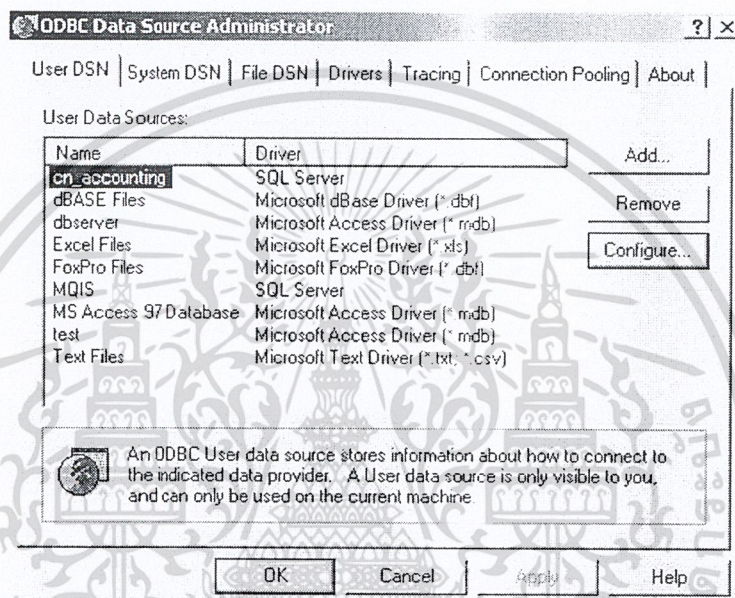 ODBC Data Source Administrator
User DSN System DSN File DSN Drivers Tracing Connection Pooling About
User Data Sources:
Name Driver Add...
cn_accounting SQL Server
dBASE Files Microsoft dBase Driver (*.dbf) Remove
dbserver Microsoft Access Driver (*.mdb)
Excel Files Microsoft Excel Driver (*.xls) Configure...
FoxPro Files Microsoft FoxPro Driver (*.dbf)
MQIS SQL Server
MS Access 97 Database Microsoft Access Driver (*.mdb)
test Microsoft Access Driver (*.mdb)
Text Files Microsoft Text Driver (*.txt; *.csv)
An ODBC User data source stores information about how to connect to
the indicated data provider. A User data source is only visible to you,
and can only be used on the current machine
OK Cancel Apply Help